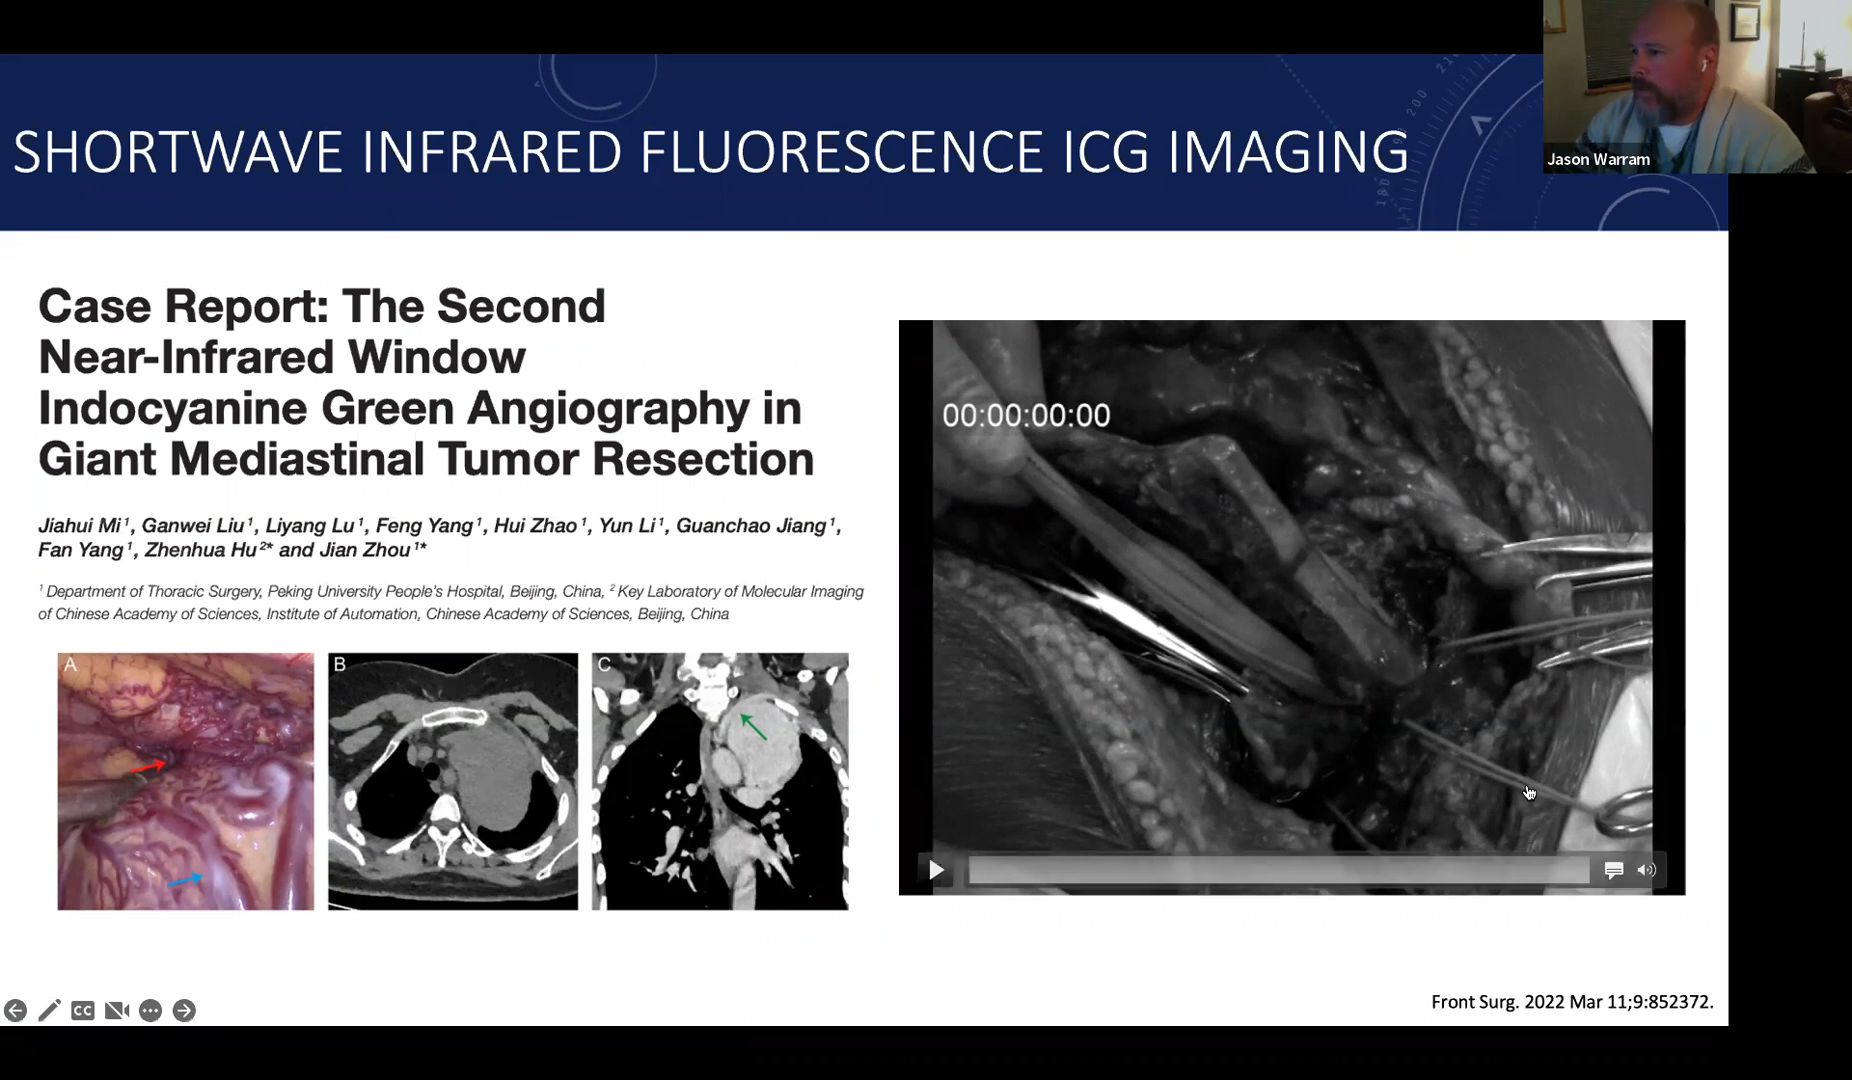 SHORTWAVE INFRARED FLUORESCENCE ICG IMAGING
Jason Warram
Case Report: The Second
Near-Infrared Window
Indocyanine Green Angiography in
Giant Mediastinal Tumor Resection
Jiahui Mi¹, Ganwei Liu¹, Liyang Lu¹, Feng Yang¹, Hui Zhao¹, Yun Li¹, Guanchao Jiang¹,
Fan Yang¹, Zhenhua Hu²* and Jian Zhou¹*
¹ Department of Thoracic Surgery, Peking University People's Hospital, Beijing, China, ² Key Laboratory of Molecular Imaging
of Chinese Academy of Sciences, Institute of Automation, Chinese Academy of Sciences, Beijing, China
A
B
C
00:00:00:00
CC
Front Surg. 2022 Mar 11;9:852372.